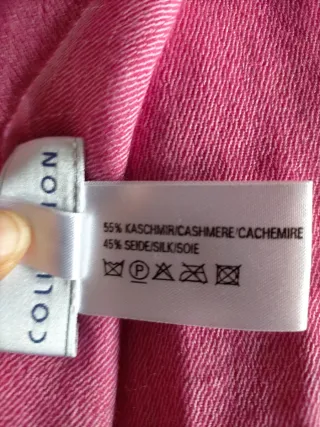 55% KASCHMIR/CASHMERE/CACHEMIRE
45% SEIDE/SILK/SOIE
P